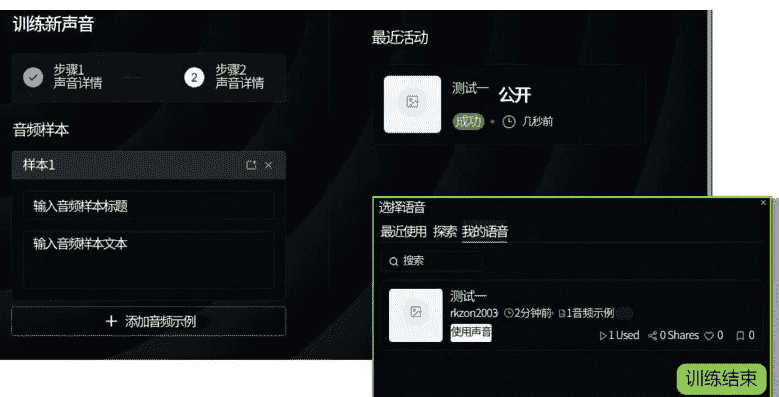 训练新声音
步骤1
声音详情
2
步骤2
声音详情
音频样本
样本1
输入音频样本标题
输入音频样本文本
+ 添加音频示例
最近活动
测试一 公开
成功 几秒前
选择语音
最近使用 探索 我的语音
搜索
测试一
rkzon2003 2分钟前 1音频示例
使用声音
1 Used 0 Shares 0 0
训练结束